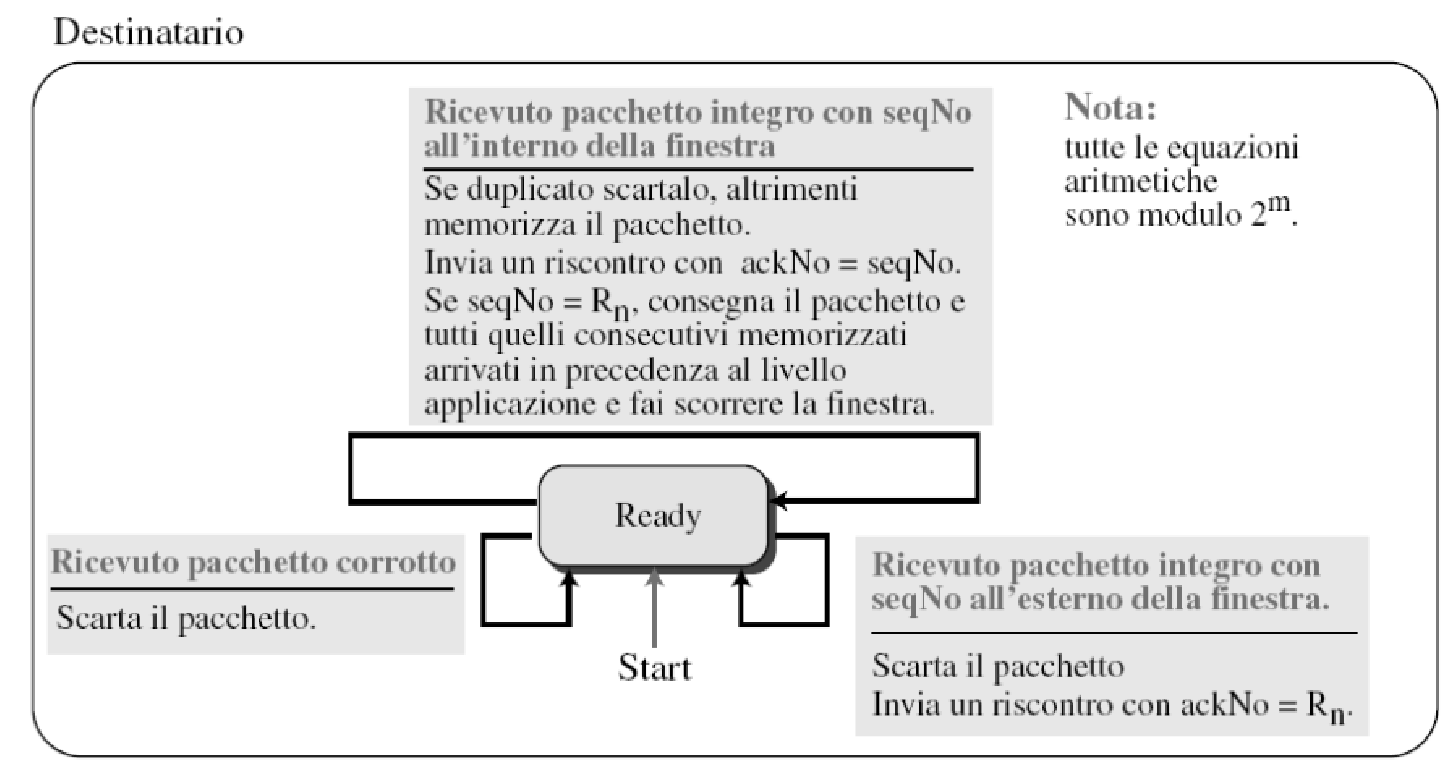 Destinatario
Ricevuto pacchetto integro con seqNo
all'interno della finestra
Se duplicato scartalo, altrimenti
memorizza il pacchetto.
Invia un riscontro con ackNo = seqNo.
Se seqNo = Rn, consegna il pacchetto e
tutti quelli consecutivi memorizzati
arrivati in precedenza al livello
applicazione e fai scorrere la finestra.
Nota:
tutte le equazioni
aritmetiche
sono modulo 2^m.
Ready
Ricevuto pacchetto corrotto
Scarta il pacchetto.
Start
Ricevuto pacchetto integro con
seqNo all'esterno della finestra.
Scarta il pacchetto
Invia un riscontro con ackNo = Rn.